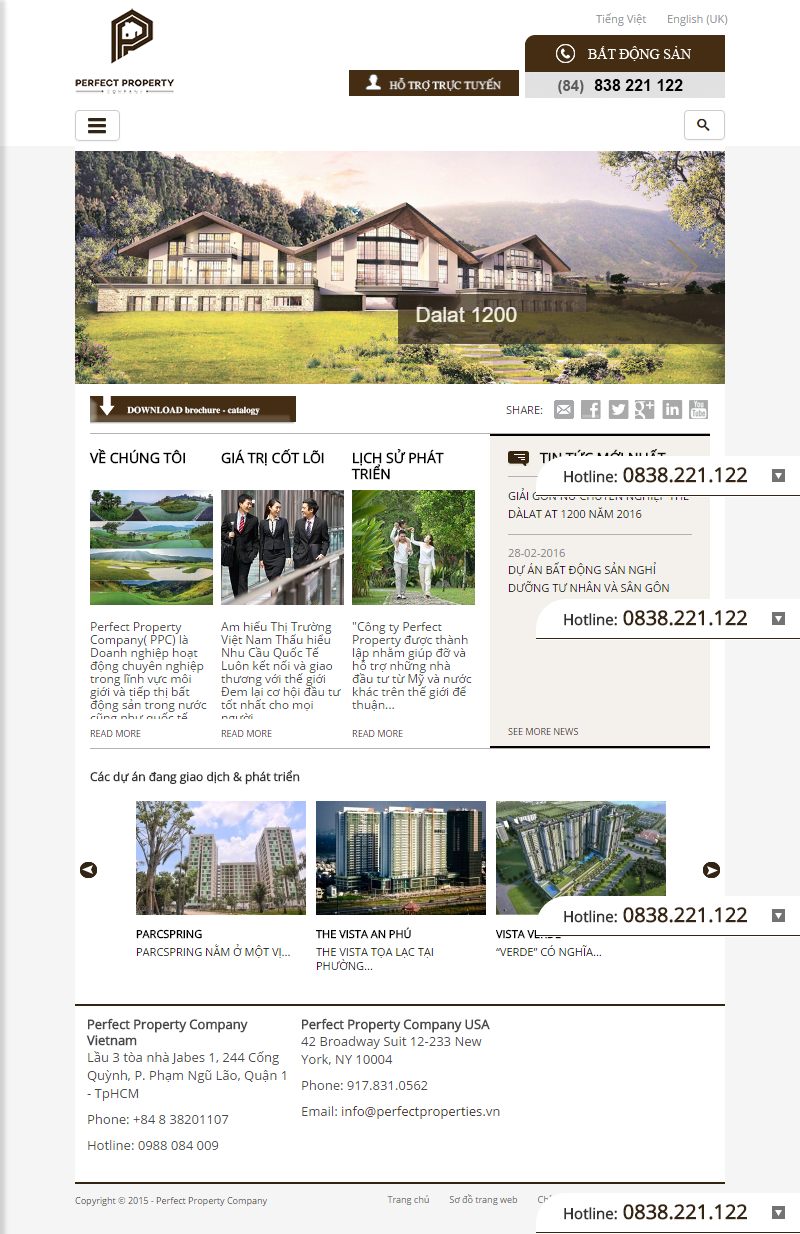 Tiếng Việt English (UK)
PERFECT PROPERTY
COMPANY
HỖ TRỢ TRỰC TUYẾN
BẤT ĐỘNG SẢN
(84) 838 221 122
Dalat 1200
DOWNLOAD brochure - catalogy
SHARE:
VỀ CHÚNG TÔI
Perfect Property
Company( PPC) là
Doanh nghiệp hoạt
động chuyên nghiệp
trong lĩnh vực môi
giới và tiếp thị bất
động sản trong nước
cũng như quốc tế
READ MORE
GIÁ TRỊ CỐT LÕI
Am hiểu Thị Trường
Việt Nam Thấu hiểu
Nhu Cầu Quốc Tế
Luôn kết nối và giao
thương với thế giới
Đem lại cơ hội đầu tư
tốt nhất cho mọi
người
READ MORE
LỊCH SỬ PHÁT
TRIỂN
"Công ty Perfect
Property được thành
lập nhằm giúp đỡ và
hỗ trợ những nhà
đầu tư từ Mỹ và nước
khác trên thế giới để
thuận...
READ MORE
TIN TỨC MỚI NHẤT
Hotline: 0838.221.122
GIẢI GÔN NỮ CHUYÊN NGHIỆP THE
DÀLAT AT 1200 NĂM 2016
28-02-2016
DỰ ÁN BẤT ĐỘNG SẢN NGHỈ
DƯỠNG TƯ NHÂN VÀ SÂN GÔN
Hotline: 0838.221.122
SEE MORE NEWS
Các dự án đang giao dịch & phát triển
PARCSPRING
PARCSPRING NẰM Ở MỘT VỊ...
THE VISTA AN PHÚ
THE VISTA TỌA LẠC TẠI
PHƯỜNG...
Hotline: 0838.221.122
VISTA VERDE
“VERDE” CÓ NGHĨA...
Perfect Property Company
Vietnam
Lầu 3 tòa nhà Jabes 1, 244 Cống
Quỳnh, P. Phạm Ngũ Lão, Quận 1
- TpHCM
Phone: +84 8 38201107
Hotline: 0988 084 009
Perfect Property Company USA
42 Broadway Suit 12-233 New
York, NY 10004
Phone: 917.831.0562
Email: info@perfectproperties.vn
Copyright © 2015 - Perfect Property Company
Trang chủ Sơ đồ trang web
Hotline: 0838.221.122